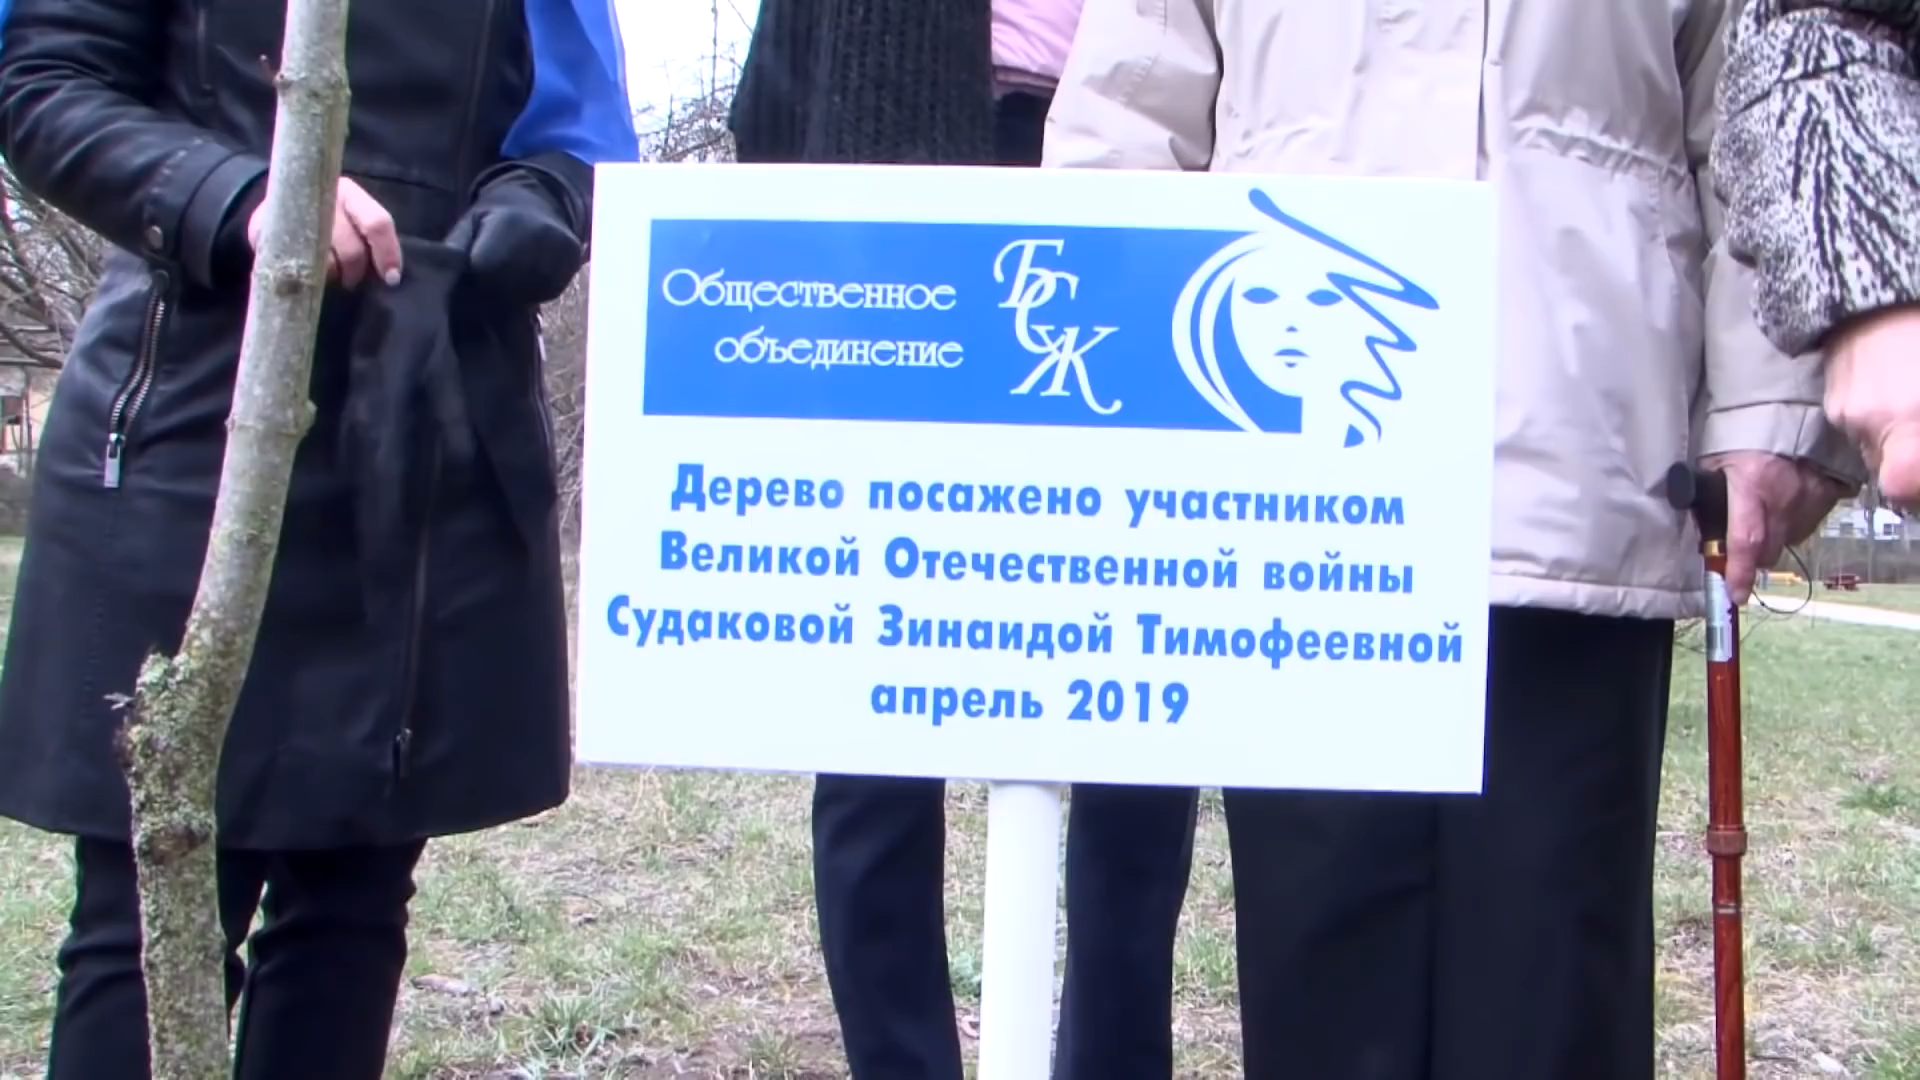 Общественное
объединение
БСЖ
Дерево посажено участником
Великой Отечественной войны
Судаковой Зинаидой Тимофеевной
апрель 2019